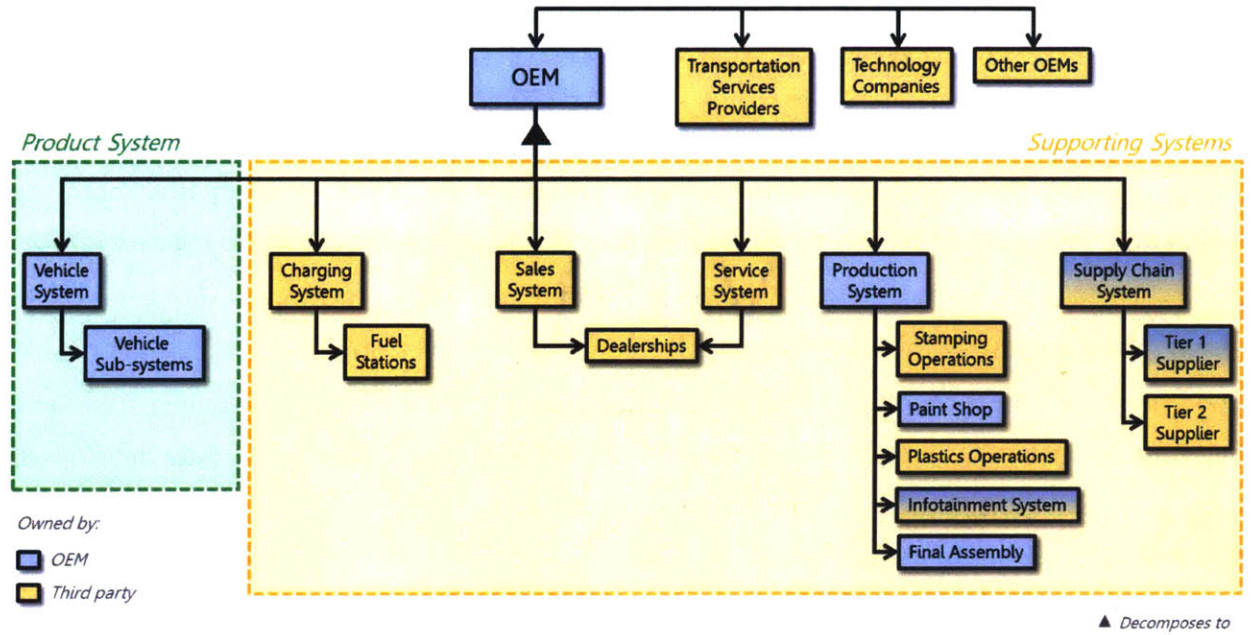 OEM
Transportation
Services
Providers
Technology
Companies
Other OEMs
Product System
Supporting Systems
Vehicle
System
Charging
System
Sales
System
Service
System
Production
System
Supply Chain
System
Vehicle
Sub-systems
Fuel
Stations
Dealerships
Stamping
Operations
Tier 1
Supplier
Paint Shop
Tier 2
Supplier
Plastics Operations
Infotainment System
Final Assembly
Owned by:
OEM
Third party
Decomposes to